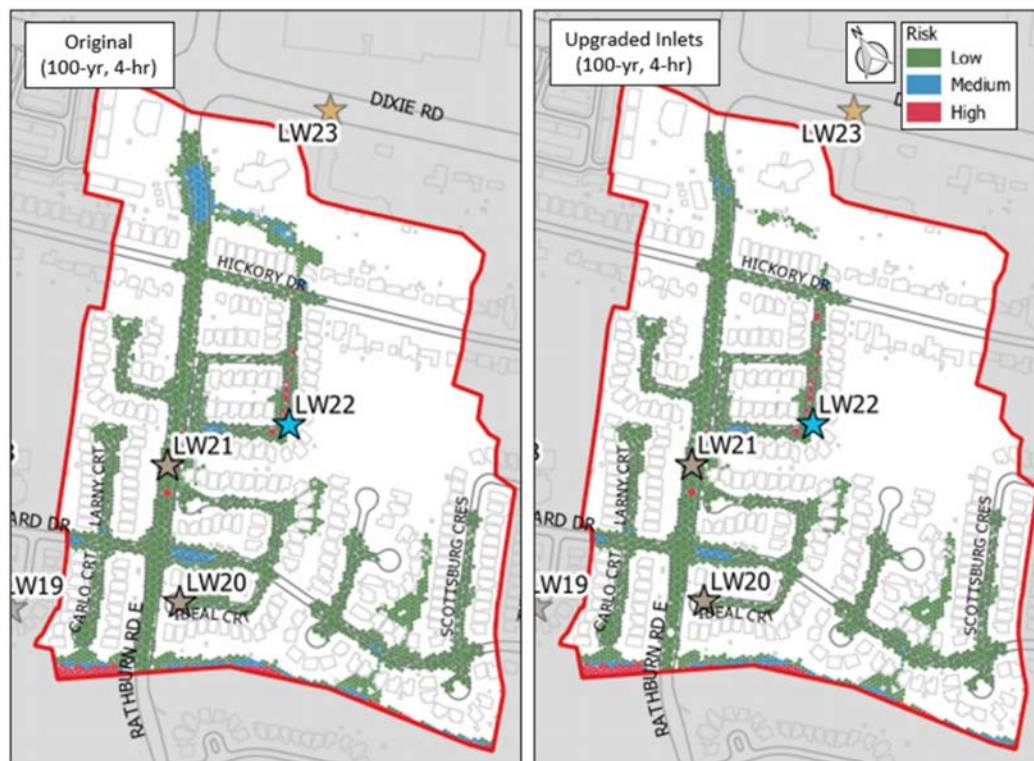 Original
(100-yr, 4-hr)
DIXIE RD
LW23
HICKORY DR
LW22
LW21
LARNY CRT
ARD DR
CARLO CRT
LW19
LW20
IDEAL CRT
SCOTTSBURG CRES
RATHBURN RD E
Upgraded Inlets
(100-yr, 4-hr)
N
Risk
Low
Medium
High
D
LW23
HICKORY DR
LW22
LW21
LARNY CRT
ARD DR
CARLO CRT
LW19
LW20
IDEAL CRT
SCOTTSBURG CRES
RATHBURN RD E